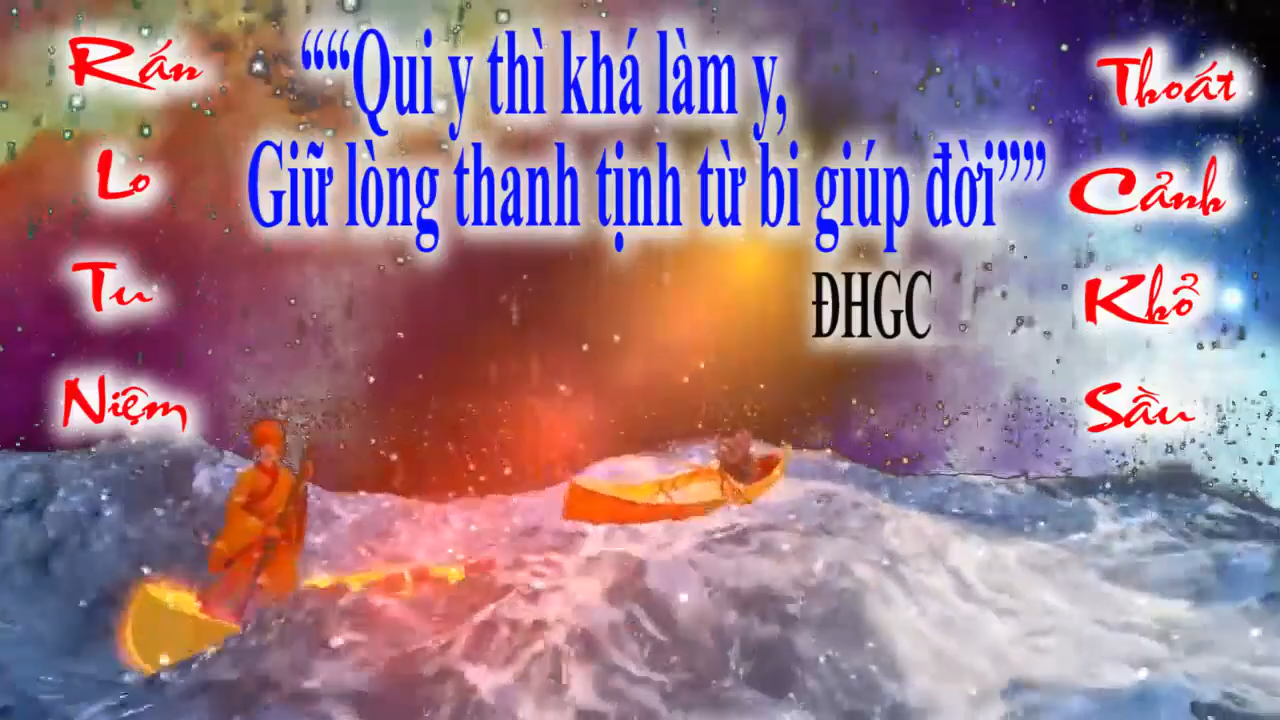 Rán
Lo
Tu
Niệm
““Qui y thì khá làm y,
Giữ lòng thanh tịnh từ bi giúp đời””
ĐHGC
Thoát
Cảnh
Khổ
Sầu